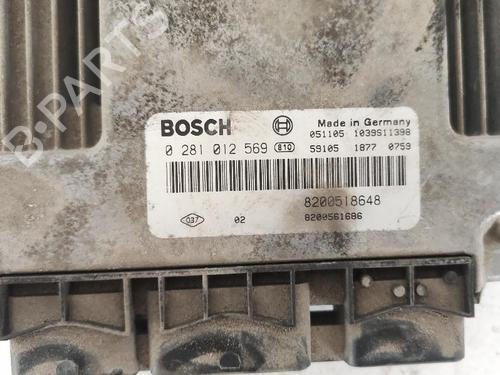 B-PARTS
Made in Germany
BOSCH
051105 1039S11398
0 281 012 569 810
59105 1877 0759
8200518648
037 02 8200561686